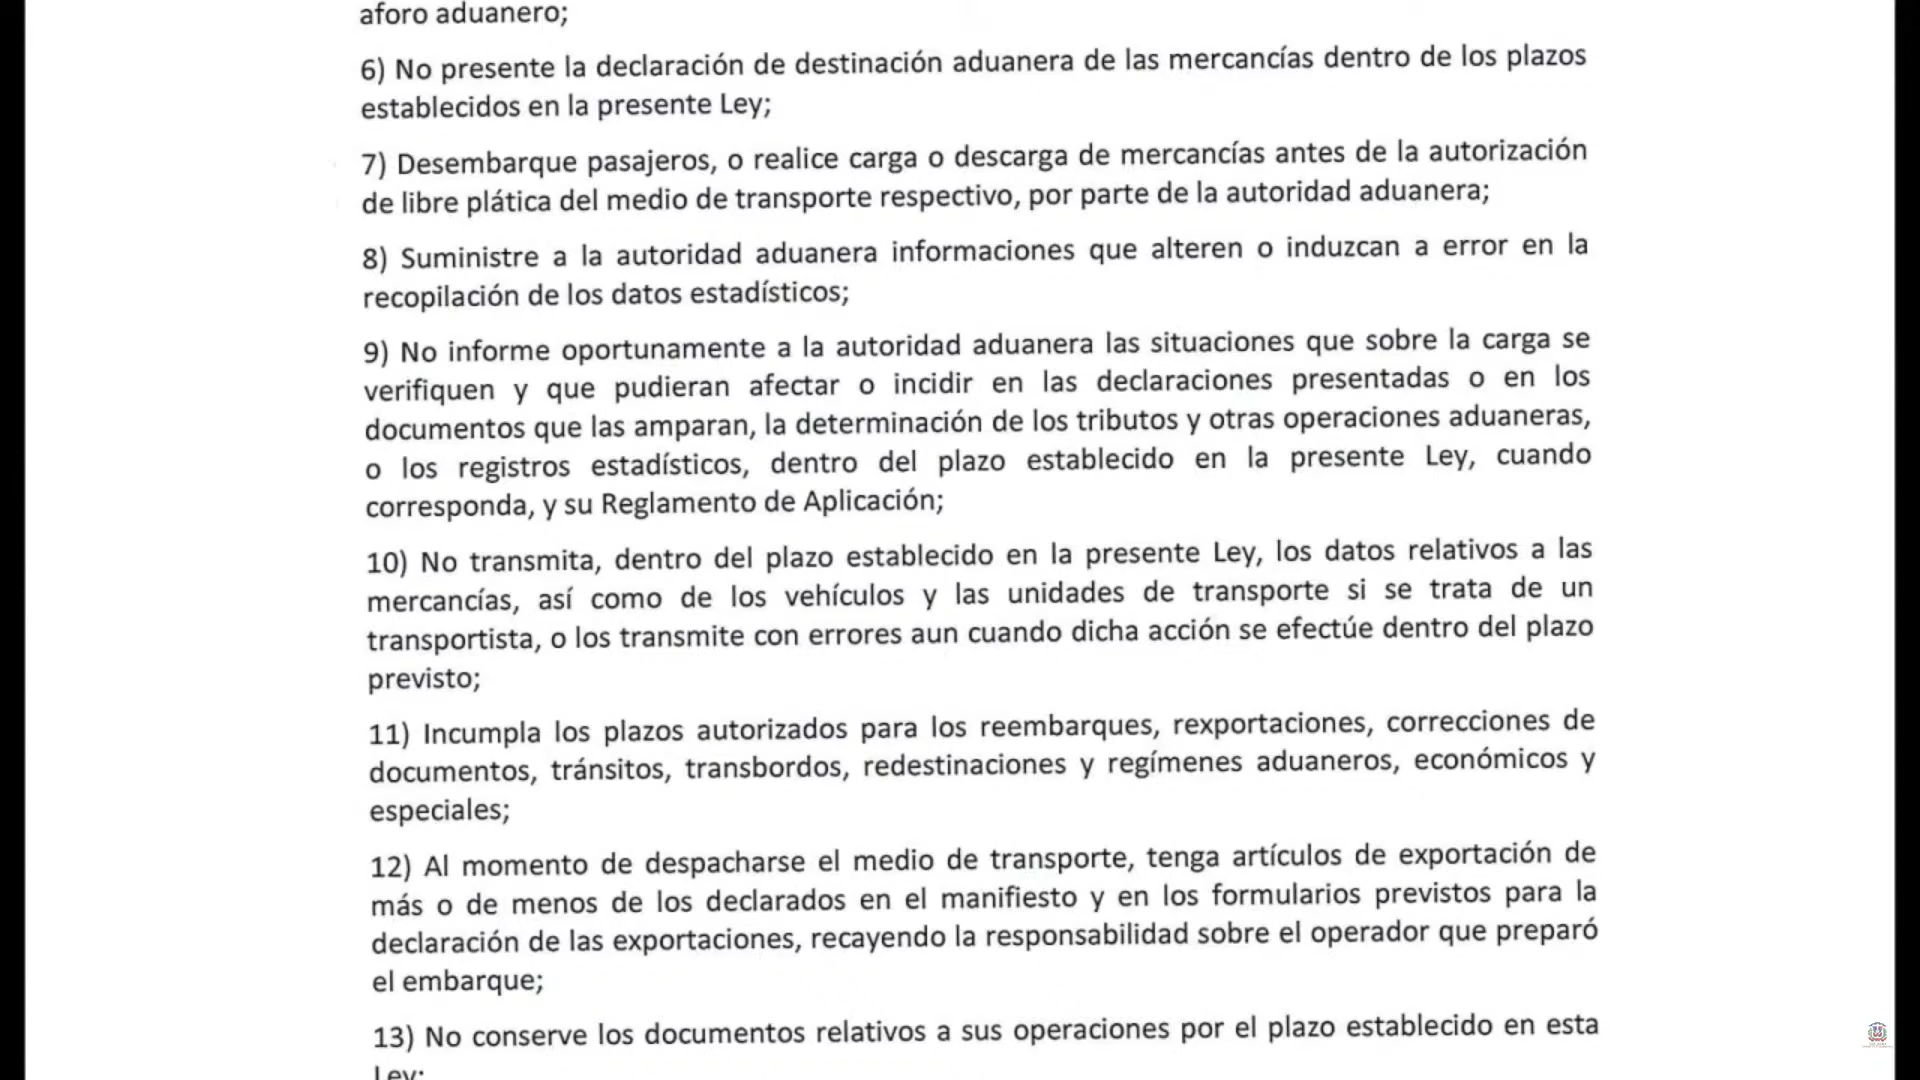 aforo aduanero;
6) No presente la declaración de destinación aduanera de las mercancías dentro de los plazos
establecidos en la presente Ley;
7) Desembarque pasajeros, o realice carga o descarga de mercancías antes de la autorización
de libre plática del medio de transporte respectivo, por parte de la autoridad aduanera;
8) Suministre a la autoridad aduanera informaciones que alteren o induzcan a error en la
recopilación de los datos estadísticos;
9) No informe oportunamente a la autoridad aduanera las situaciones que sobre la carga se
verifiquen y que pudieran afectar o incidir en las declaraciones presentadas o en los
documentos que las amparan, la determinación de los tributos y otras operaciones aduaneras,
o los registros estadísticos, dentro del plazo establecido en la presente Ley, cuando
corresponda, y su Reglamento de Aplicación;
10) No transmita, dentro del plazo establecido en la presente Ley, los datos relativos a las
mercancías, así como de los vehículos y las unidades de transporte si se trata de un
transportista, o los transmite con errores aun cuando dicha acción se efectúe dentro del plazo
previsto;
11) Incumpla los plazos autorizados para los reembarques, rexportaciones, correcciones de
documentos, tránsitos, transbordos, redestinaciones y regímenes aduaneros, económicos y
especiales;
12) Al momento de despacharse el medio de transporte, tenga artículos de exportación de
más o de menos de los declarados en el manifiesto y en los formularios previstos para la
declaración de las exportaciones, recayendo la responsabilidad sobre el operador que preparó
el embarque;
13) No conserve los documentos relativos a sus operaciones por el plazo establecido en esta
Ley;